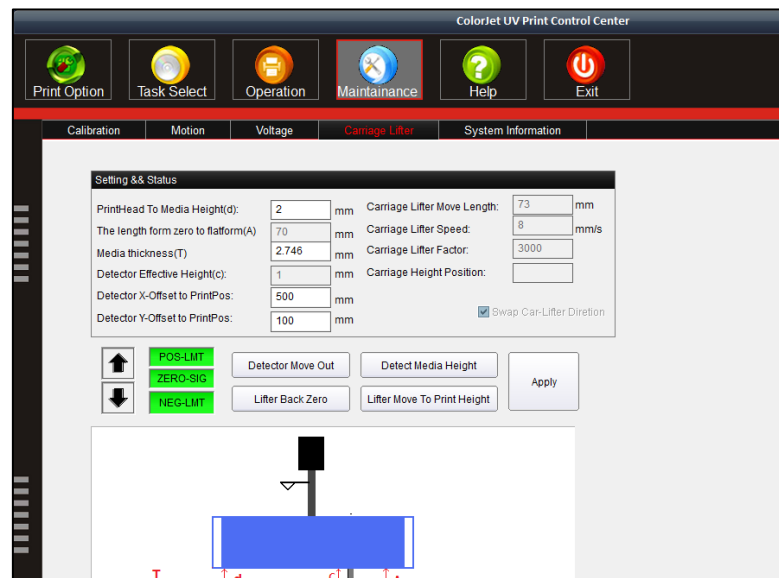 ColorJet UV Print Control Center
Print Option Task Select Operation Maintainance Help Exit
Calibration Motion Voltage Carriage Lifter System Information
Setting && Status
PrintHead To Media Height(d): 2 mm Carriage Lifter Move Length: 73 mm
The length form zero to flatform(A) 70 mm Carriage Lifter Speed: 8 mm/s
Media thickness(T) 2.746 mm Carriage Lifter Factor: 3000
Detector Effective Height(c): 1 mm Carriage Height Position:
Detector X-Offset to PrintPos: 500 mm
Detector Y-Offset to PrintPos: 100 mm Swap Car-Lifter Diretion
POS-LMT
ZERO-SIG
NEG-LMT
Detector Move Out Detect Media Height Apply
Lifter Back Zero Lifter Move To Print Height